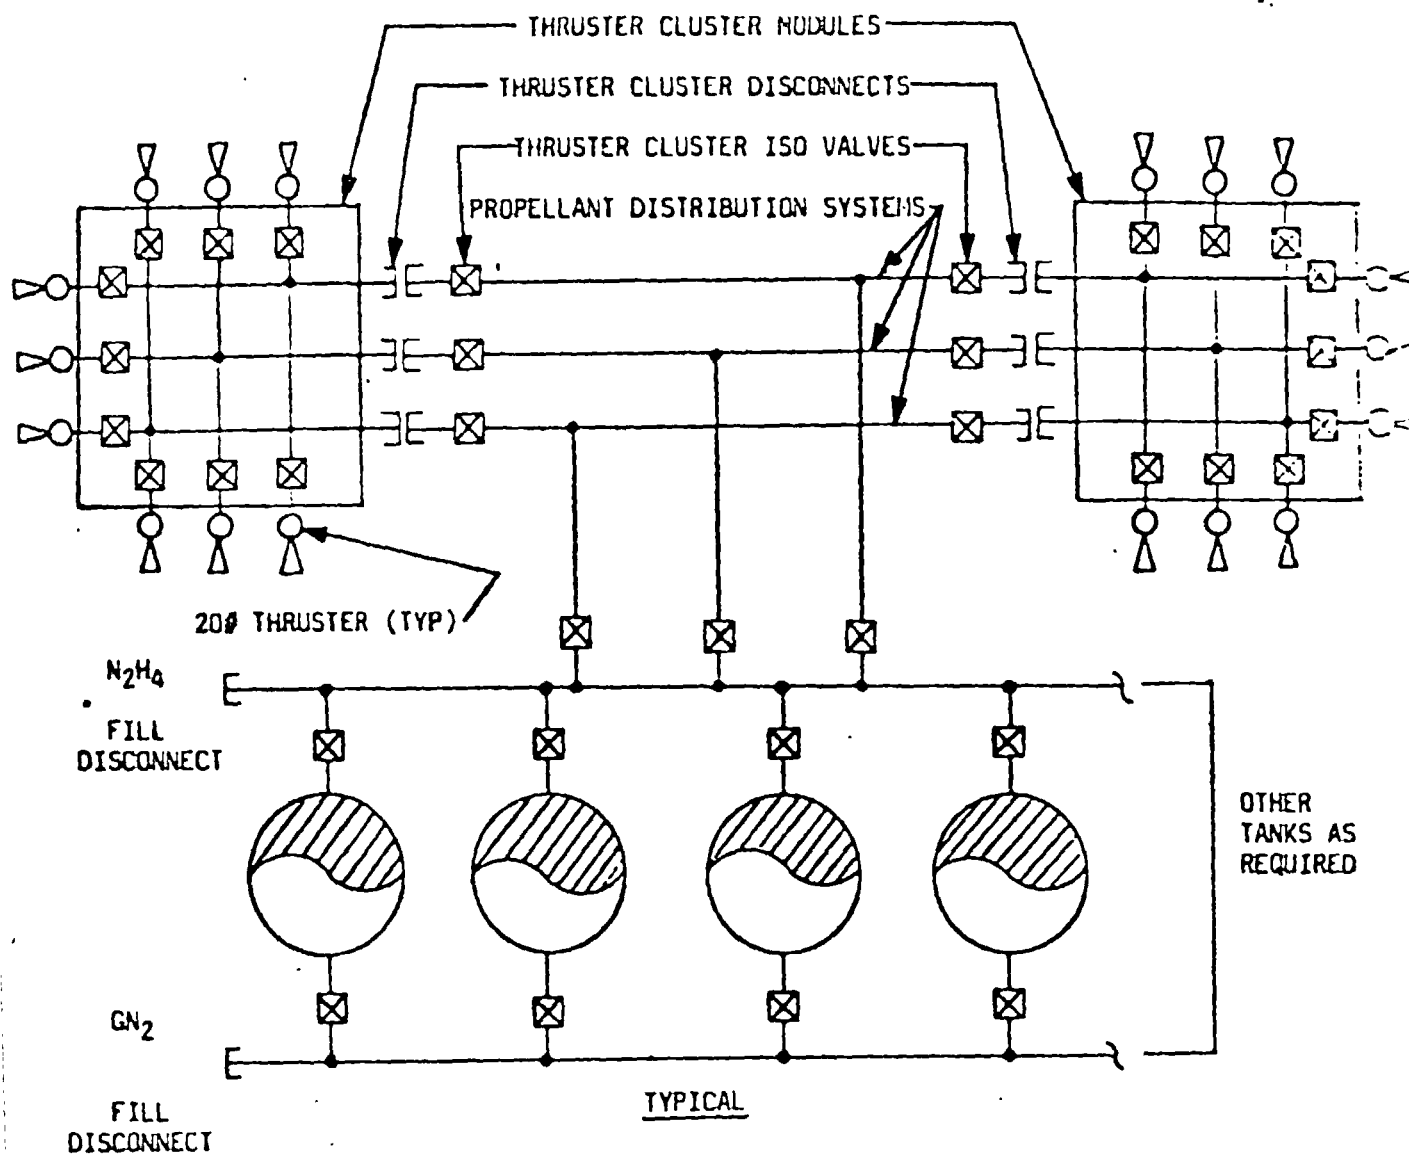 THRUSTER CLUSTER MODULES
THRUSTER CLUSTER DISCONNECTS
THRUSTER CLUSTER ISO VALVES
PROPELLANT DISTRIBUTION SYSTEMS
20# THRUSTER (TYP)
N2H4
FILL
DISCONNECT
OTHER
TANKS AS
REQUIRED
GN2
FILL
DISCONNECT
TYPICAL